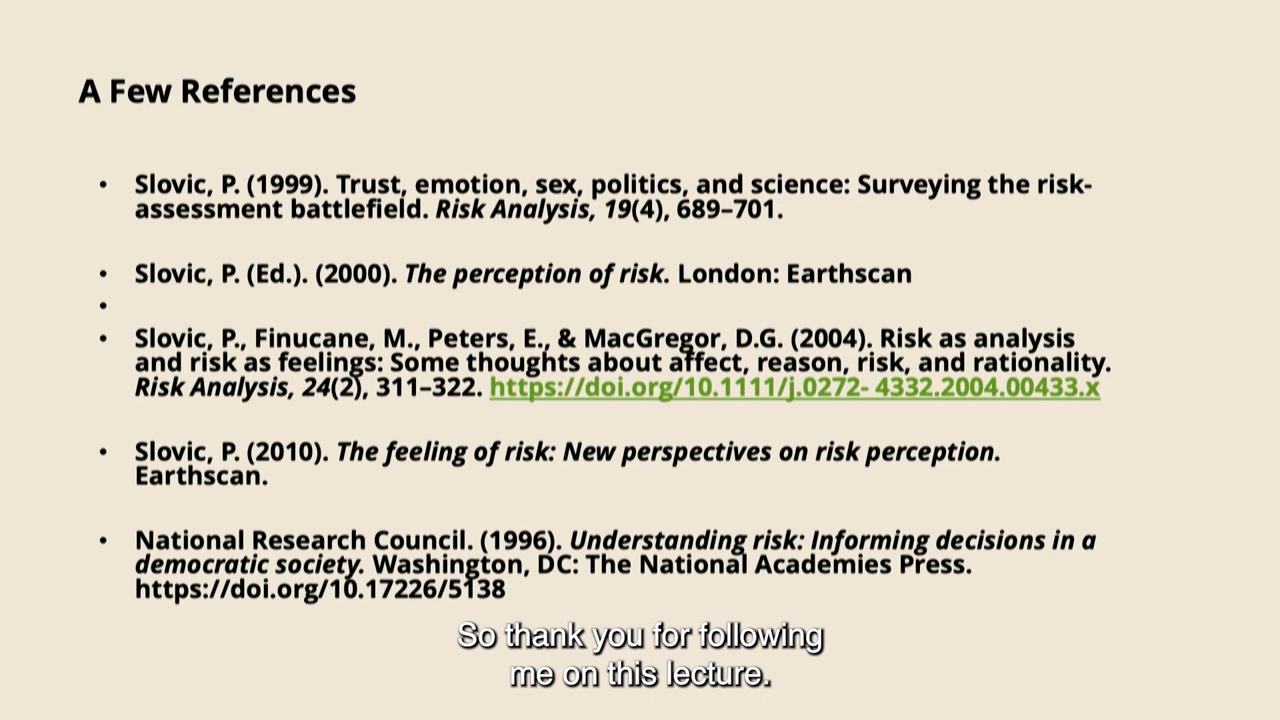 A Few References
• Slovic, P. (1999). Trust, emotion, sex, politics, and science: Surveying the risk-
assessment battlefield. Risk Analysis, 19(4), 689–701.
• Slovic, P. (Ed.). (2000). The perception of risk. London: Earthscan
•
• Slovic, P., Finucane, M., Peters, E., & MacGregor, D.G. (2004). Risk as analysis
and risk as feelings: Some thoughts about affect, reason, risk, and rationality.
Risk Analysis, 24(2), 311–322. https://doi.org/10.1111/j.0272- 4332.2004.00433.x
• Slovic, P. (2010). The feeling of risk: New perspectives on risk perception.
Earthscan.
• National Research Council. (1996). Understanding risk: Informing decisions in a
democratic society. Washington, DC: The National Academies Press.
https://doi.org/10.17226/5138
So thank you for following
me on this lecture.